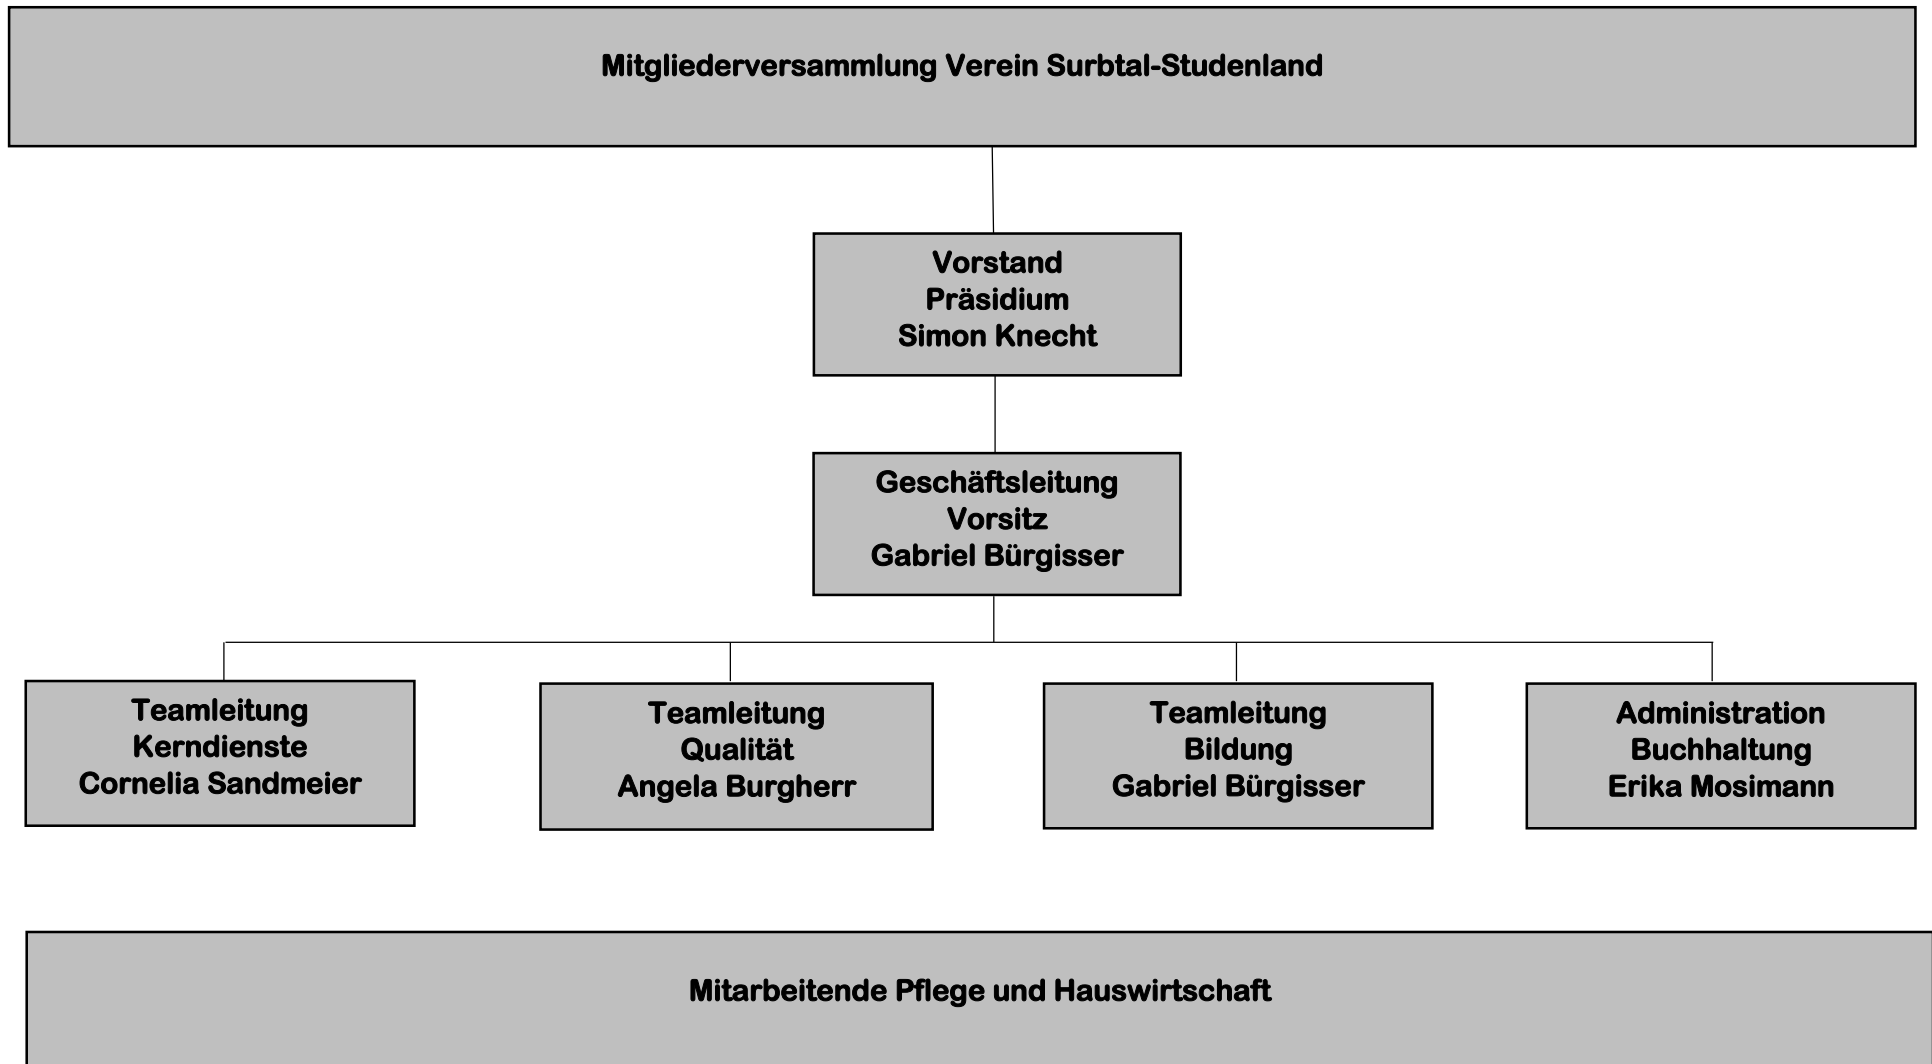 Mitgliederversammlung Verein Surbtal-Studenland
Vorstand
Präsidium
Simon Knecht
Geschäftsleitung
Vorsitz
Gabriel Bürgisser
Teamleitung
Kerndienste
Cornelia Sandmeier
Teamleitung
Qualität
Angela Burgherr
Teamleitung
Bildung
Gabriel Bürgisser
Administration
Buchhaltung
Erika Mosimann
Mitarbeitende Pflege und Hauswirtschaft